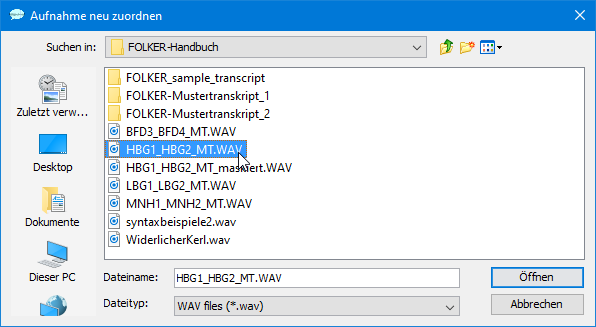 Aufnahme neu zuordnen
Suchen in: FOLKER-Handbuch
Zuletzt verw...
Desktop
Dokumente
Dieser PC
FOLKER_sample_transcript
FOLKER-Mustertranskript_1
FOLKER-Mustertranskript_2
BFD3_BFD4_MT.WAV
HBG1_HBG2_MT.WAV
HBG1_HBG2_MT_maskiert.WAV
LBG1_LBG2_MT.WAV
MNH1_MNH2_MT.WAV
syntaxbeispiele2.wav
WiderlicherKerl.wav
Dateiname: HBG1_HBG2_MT.WAV Öffnen
Dateityp: WAV files (*.wav) Abbrechen